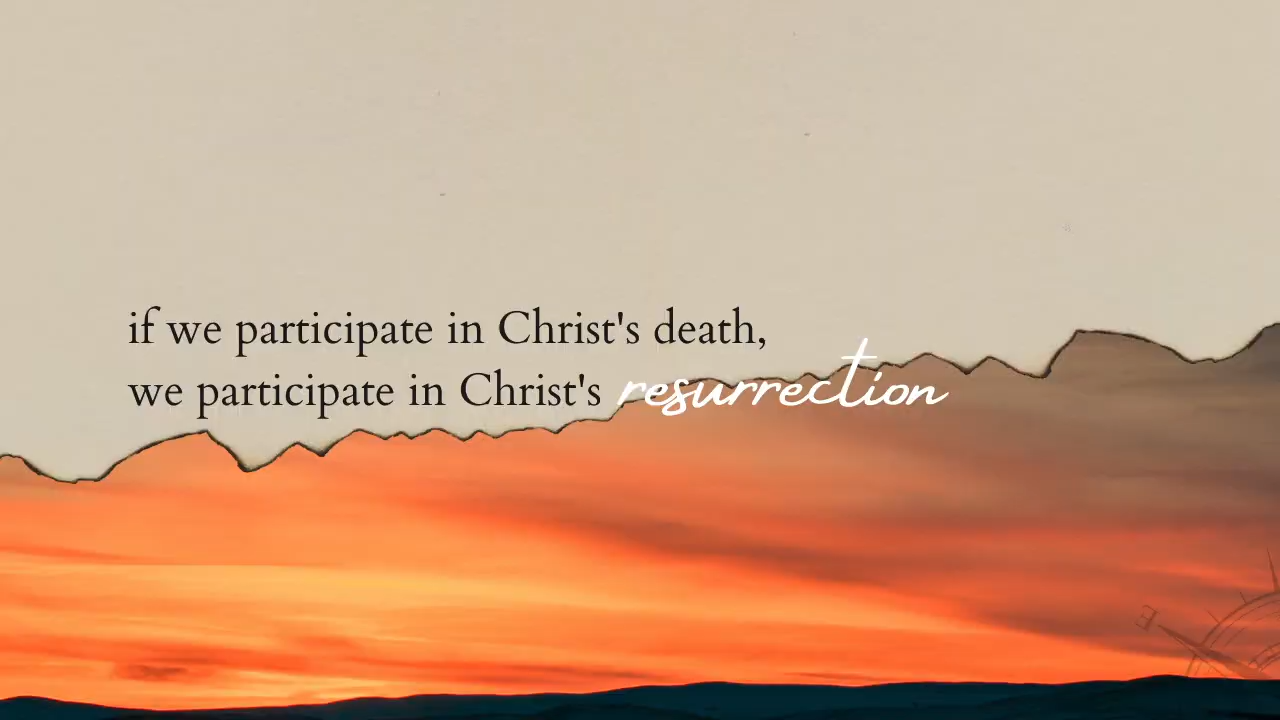 if we participate in Christ's death,
we participate in Christ's resurrection
E